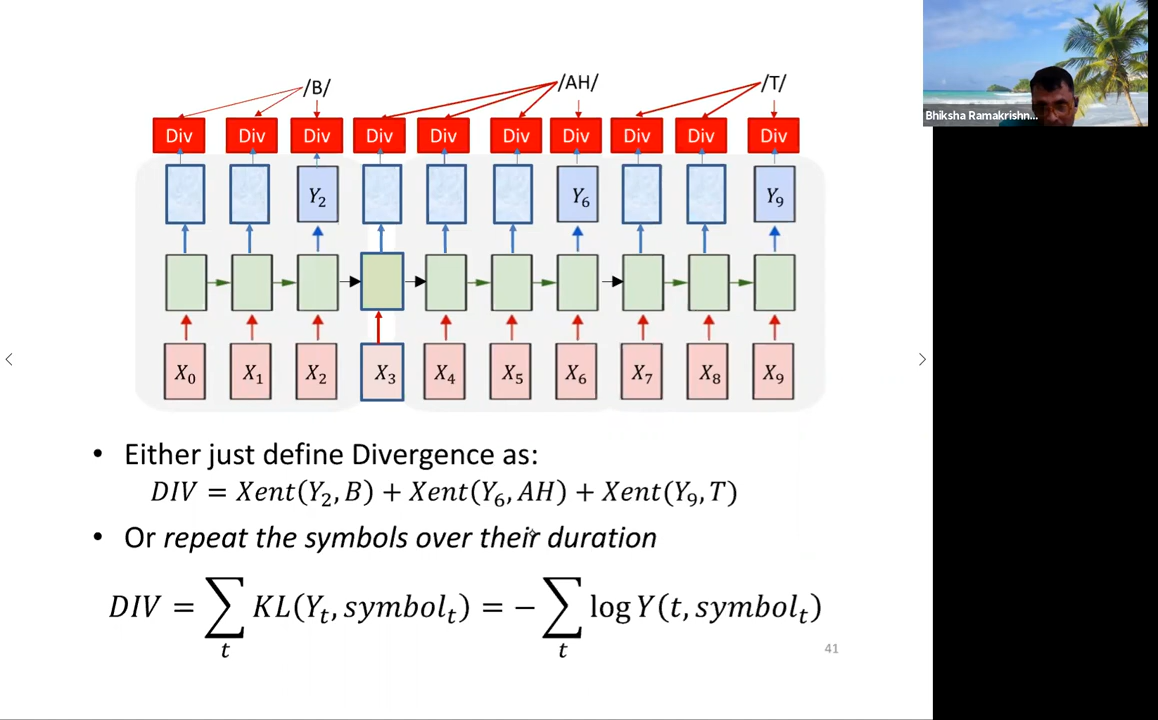 /B/ /AH/ /T/
Div Div Div Div Div Div Div Div Div Div
Y₂ Y₆ Y₉
X₀ X₁ X₂ X₃ X₄ X₅ X₆ X₇ X₈ X₉
• Either just define Divergence as:
DIV = Xent(Y₂, B) + Xent(Y₆, AH) + Xent(Y₉, T)
• Or repeat the symbols over their duration
DIV = ∑ₜ KL(Yₜ, symbolₜ) = − ∑ₜ log Y(t, symbolₜ)
41
Bhiksha Ramakrishn...